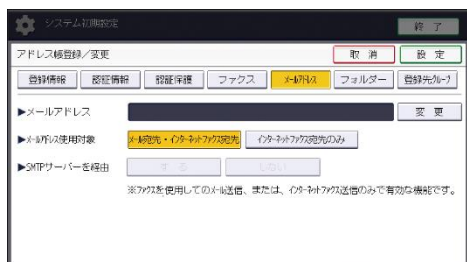 システム初期設定
終 了
アドレス帳登録/変更
取 消
設 定
登録情報
認証情報
認証保護
ファクス
メールアドレス
フォルダー
登録先グループ
▶メールアドレス
変 更
▶メールアドレス使用対象
メール宛先・インターネットファクス宛先
インターネットファクス宛先のみ
▶SMTPサーバーを経由
す る
しない
※ファクスを使用してのメール送信、または、インターネットファクス送信のみで有効な機能です。